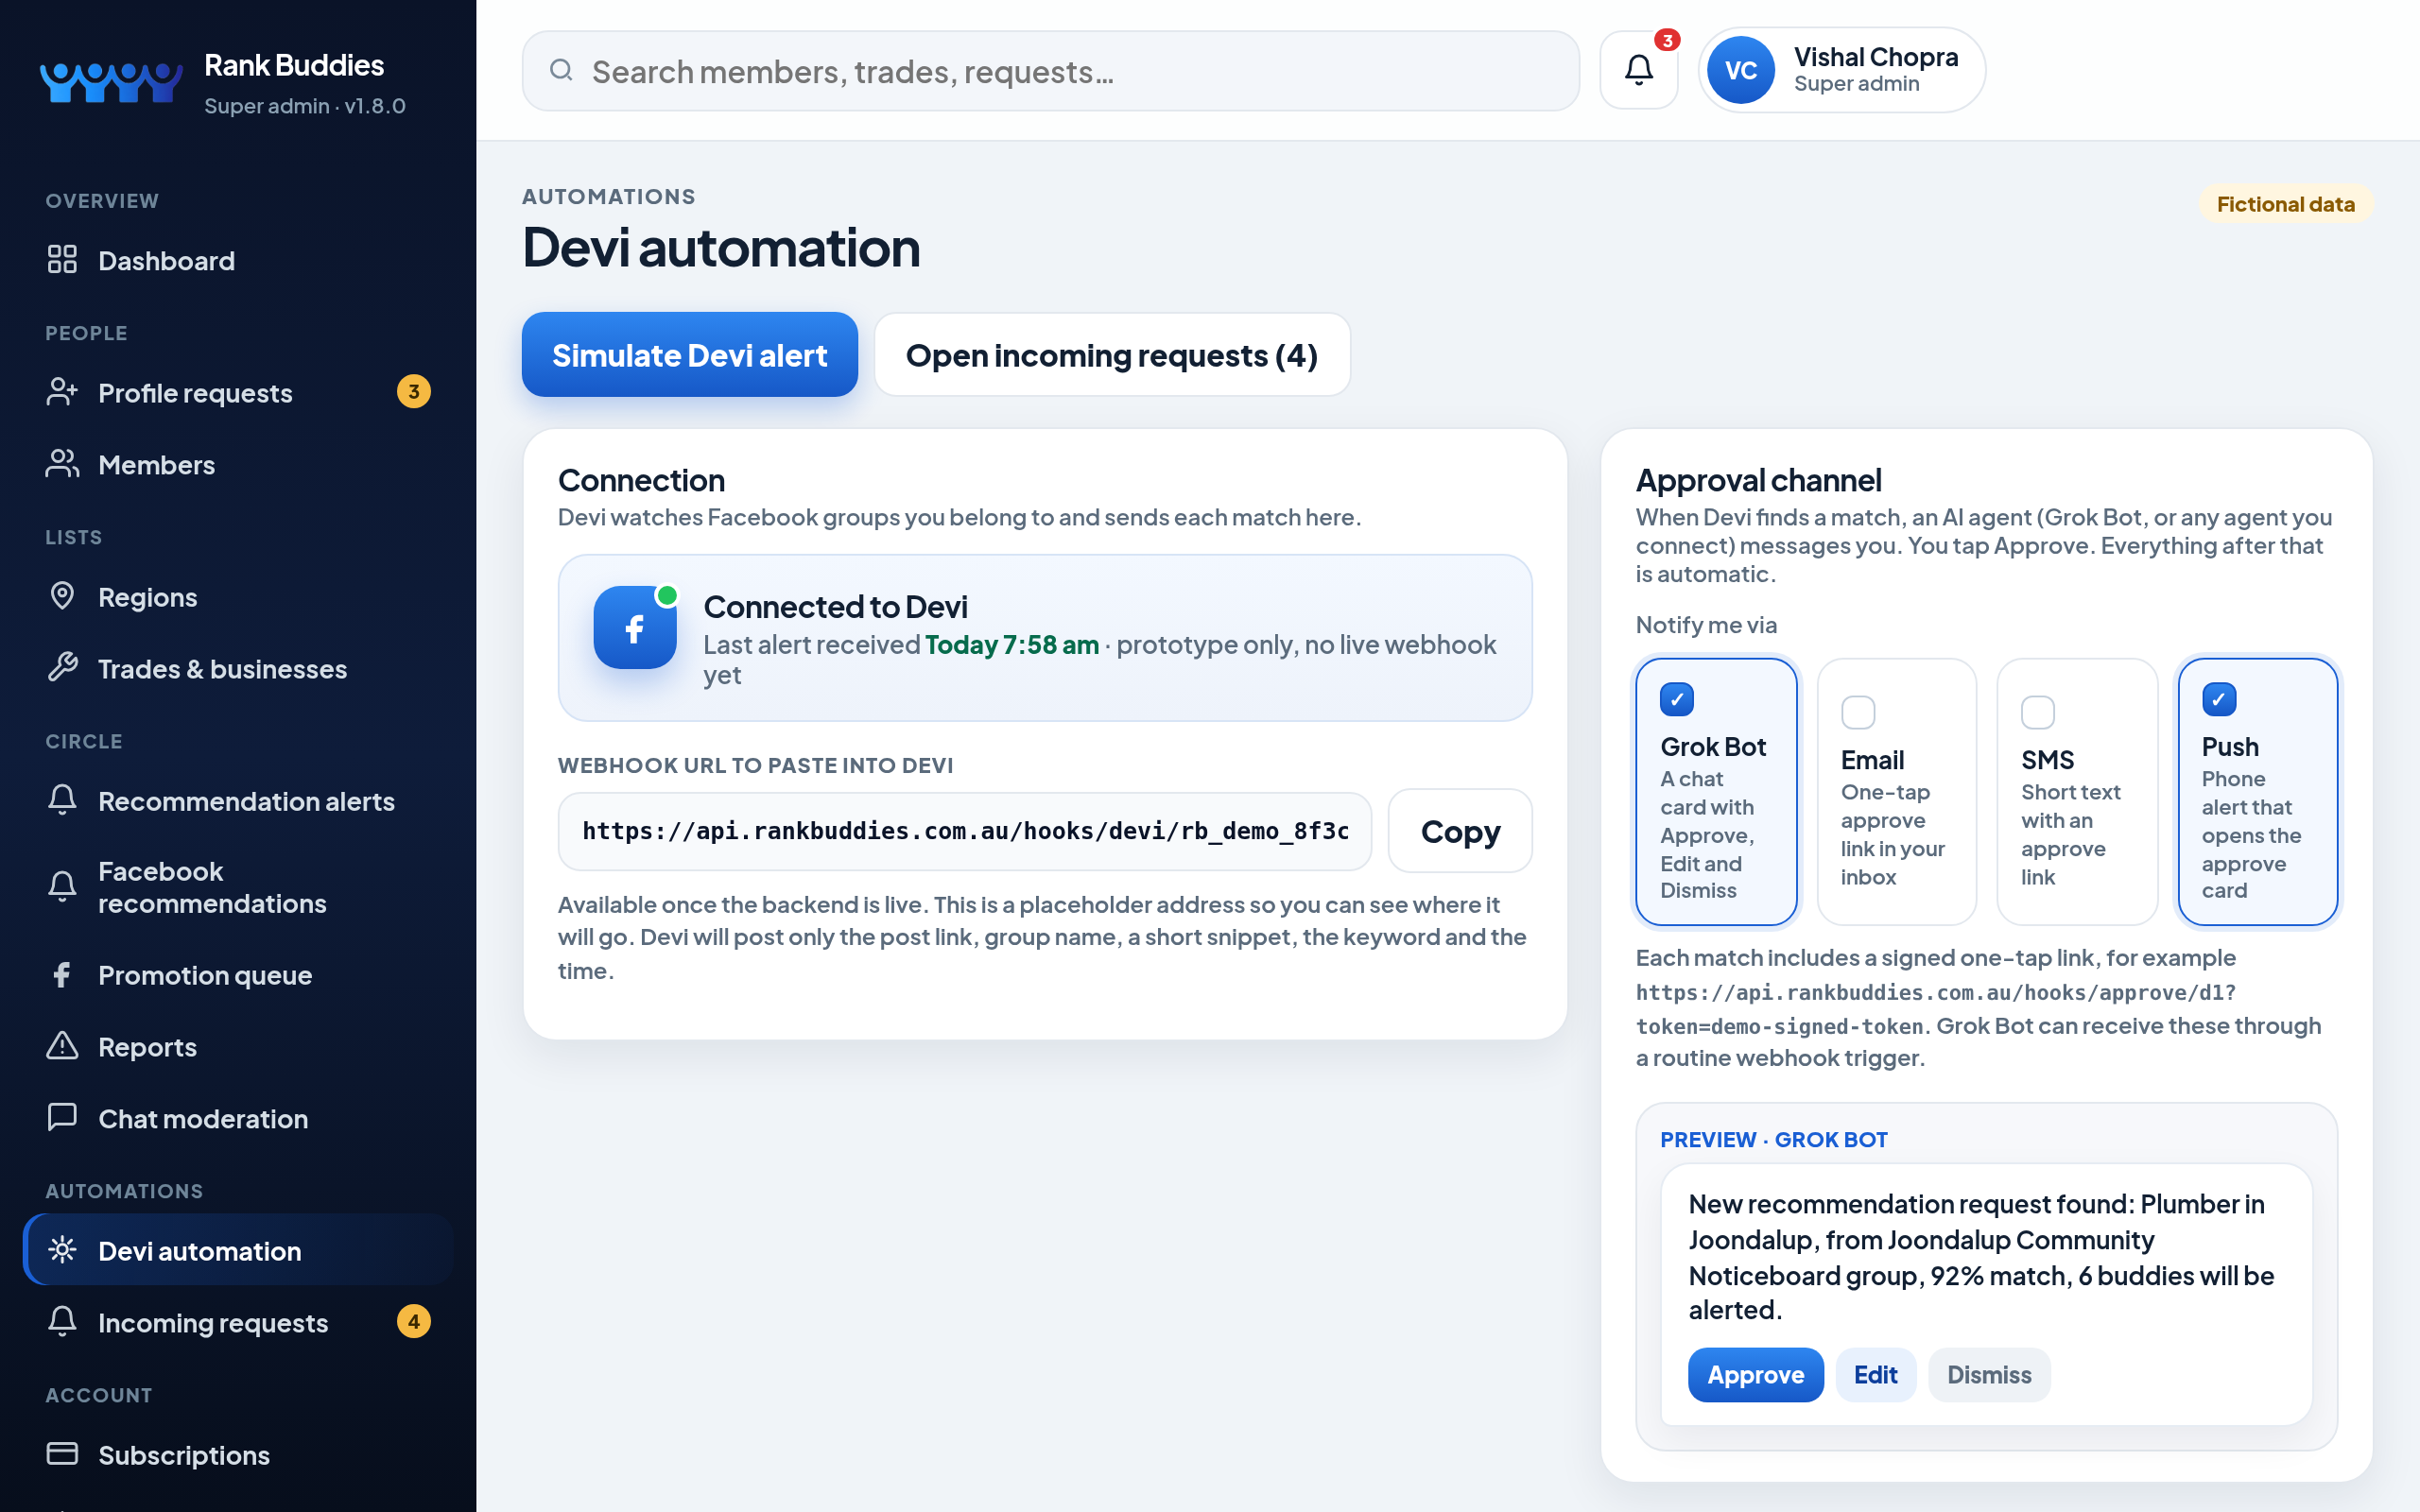 Rank Buddies
Super admin · v1.8.0
OVERVIEW
Dashboard
PEOPLE
Profile requests
3
Members
LISTS
Regions
Trades & businesses
CIRCLE
Recommendation alerts
Facebook
recommendations
Promotion queue
Reports
Chat moderation
AUTOMATIONS
Devi automation
Incoming requests
4
ACCOUNT
Subscriptions
Search members, trades, requests…
3
VC
Vishal Chopra
Super admin
AUTOMATIONS
Devi automation
Fictional data
Simulate Devi alert
Open incoming requests (4)
Connection
Devi watches Facebook groups you belong to and sends each match here.
Connected to Devi
Last alert received Today 7:58 am · prototype only, no live webhook
yet
WEBHOOK URL TO PASTE INTO DEVI
https://api.rankbuddies.com.au/hooks/devi/rb_demo_8f3c
Copy
Available once the backend is live. This is a placeholder address so you can see where it
will go. Devi will post only the post link, group name, a short snippet, the keyword and the
time.
Approval channel
When Devi finds a match, an AI agent (Grok Bot, or any agent you
connect) messages you. You tap Approve. Everything after that
is automatic.
Notify me via
Grok Bot
A chat
card with
Approve,
Edit and
Dismiss
Email
One-tap
approve
link in your
inbox
SMS
Short text
with an
approve
link
Push
Phone
alert that
opens the
approve
card
Each match includes a signed one-tap link, for example
https://api.rankbuddies.com.au/hooks/approve/d1?
token=demo-signed-token. Grok Bot can receive these through
a routine webhook trigger.
PREVIEW · GROK BOT
New recommendation request found: Plumber in
Joondalup, from Joondalup Community
Noticeboard group, 92% match, 6 buddies will be
alerted.
Approve
Edit
Dismiss